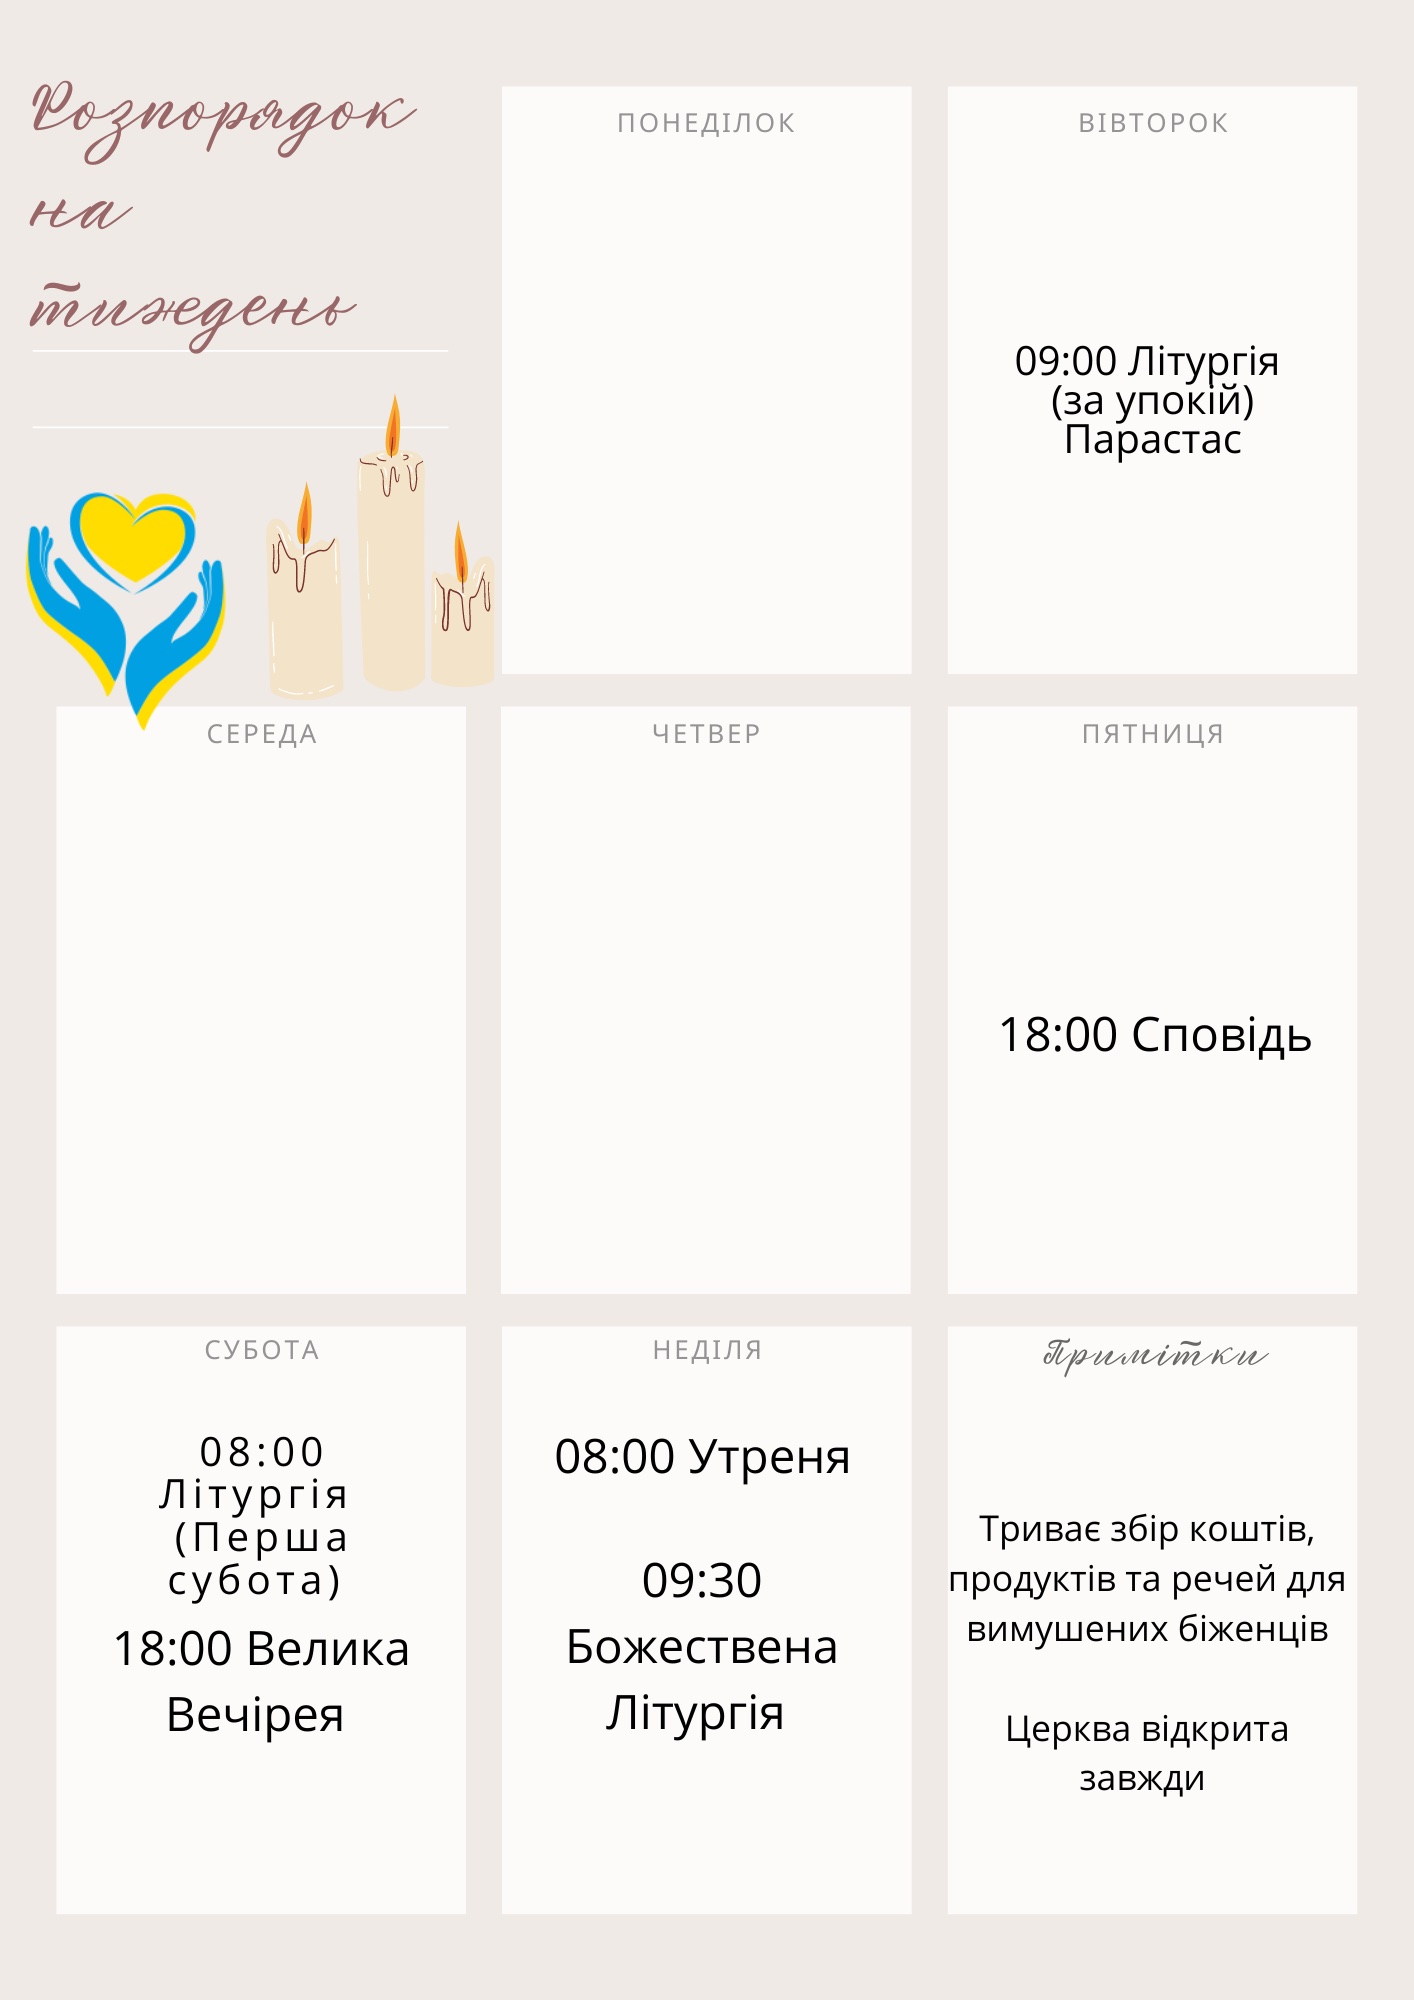 Розпорядок
на
тиждень
ПОНЕДІЛОК
ВІВТОРОК
09:00 Літургія
(за упокій)
Парастас
СЕРЕДА
ЧЕТВЕР
ПЯТНИЦЯ
18:00 Сповідь
СУБОТА
08:00
Літургія
(Перша
субота)
18:00 Велика
Вечірея
НЕДІЛЯ
08:00 Утреня
09:30
Божествена
Літургія
Примітки
Триває збір коштів,
продуктів та речей для
вимушених біженців
Церква відкрита
завжди